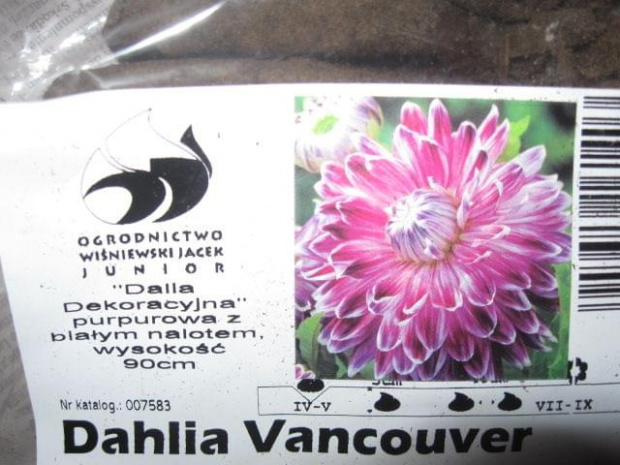 OGRODNICTWO
WIŚNIEWSKI JACEK
JUNIOR
"Dalia
Dekoracyjna"
purpurowa z
białym nalotem,
wysokość
90cm
Nr katalog.: 007583
IV-V
VII-IX
Dahlia Vancouver